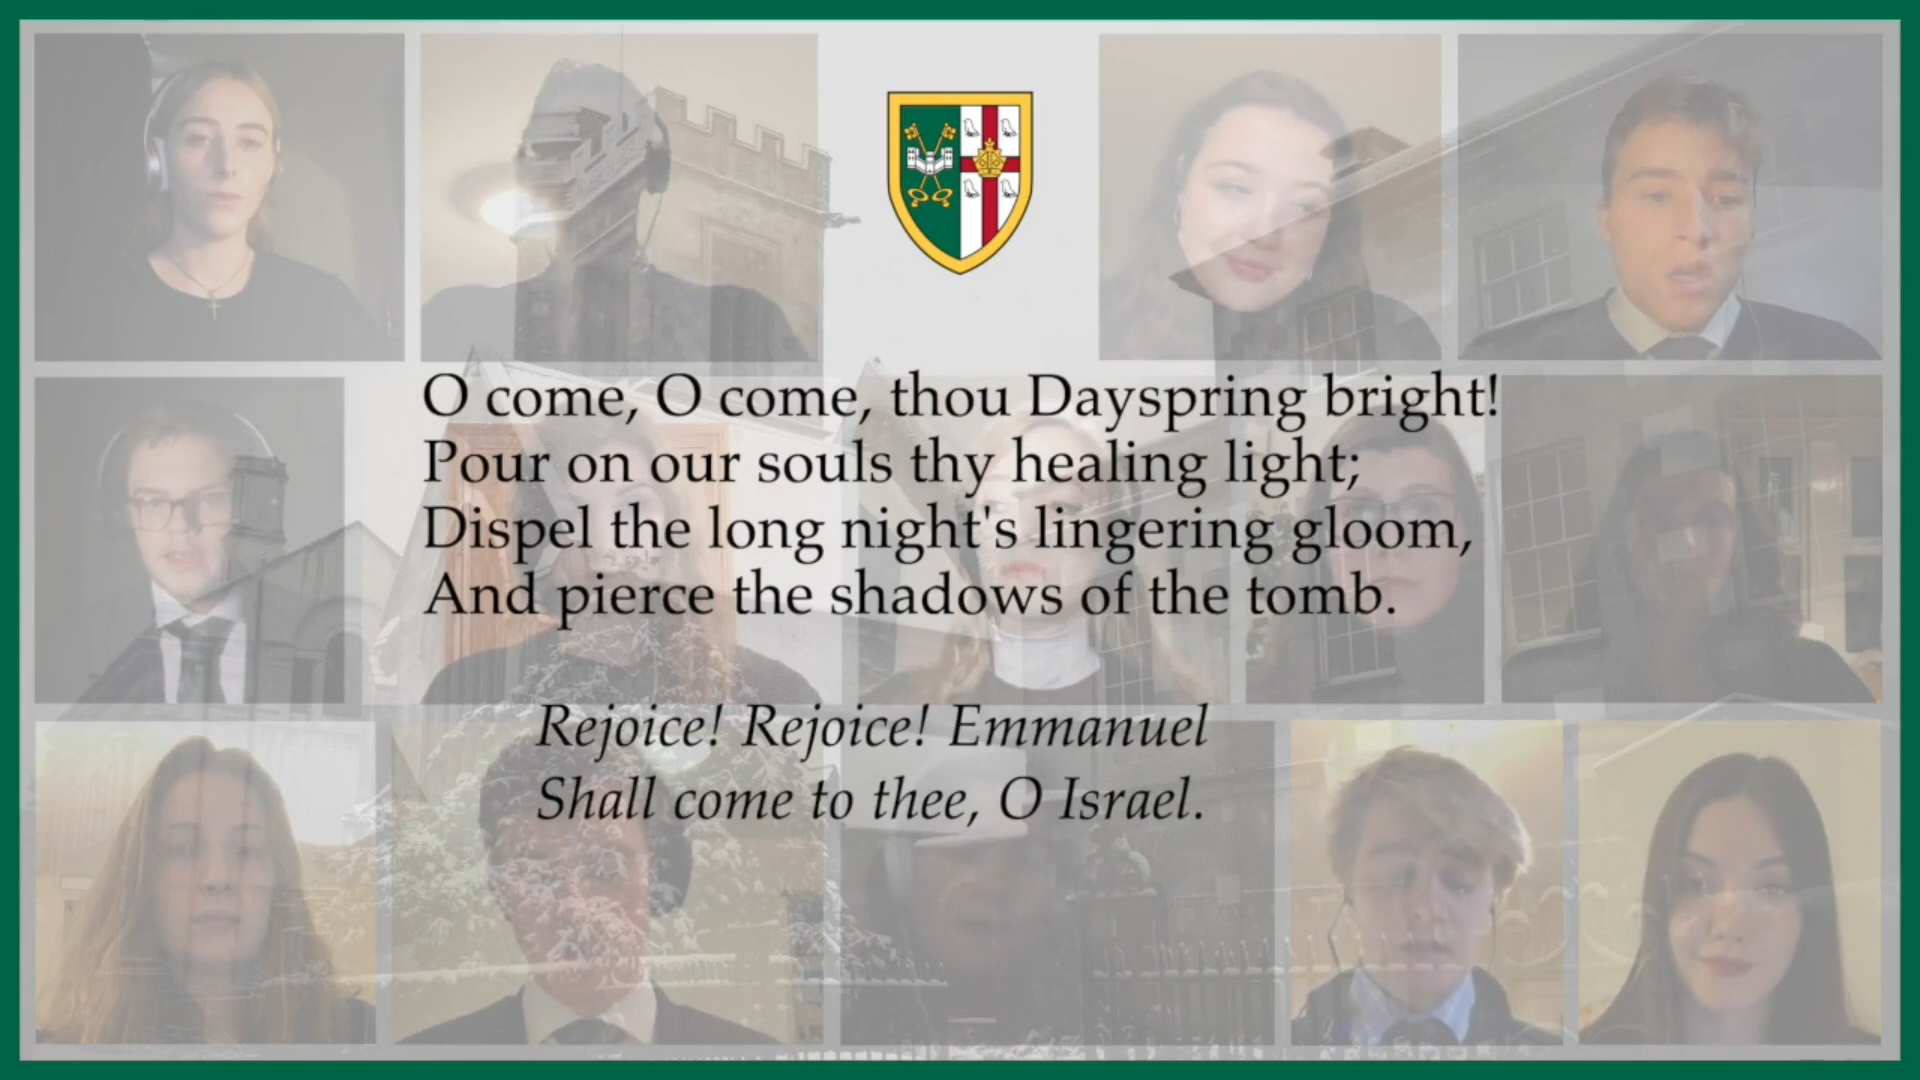 O come, O come, thou Dayspring bright!
Pour on our souls thy healing light;
Dispel the long night's lingering gloom,
And pierce the shadows of the tomb.
Rejoice! Rejoice! Emmanuel
Shall come to thee, O Israel.